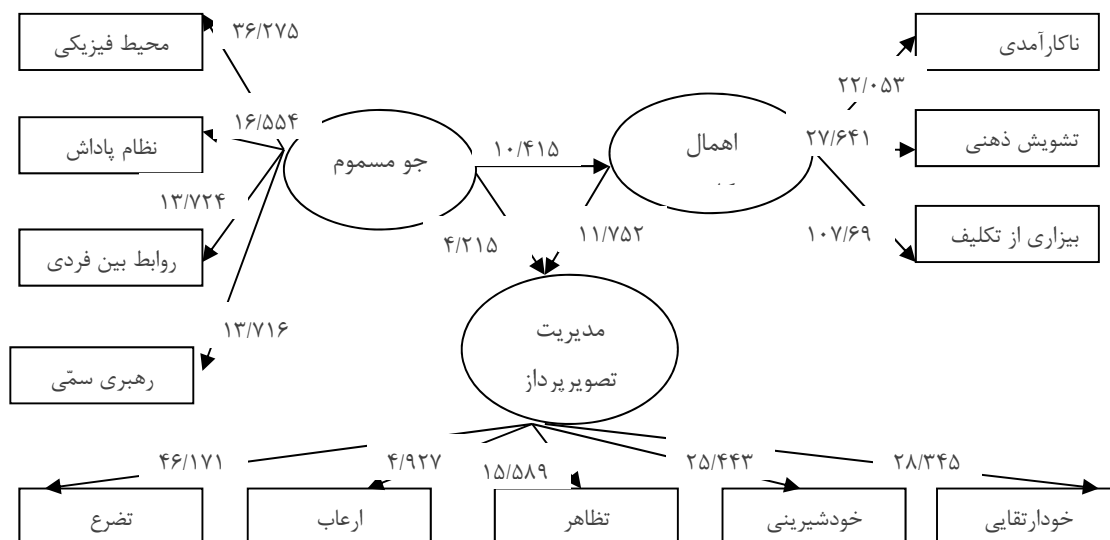 ناکارآمدی
۳۶/۲۷۵
محیط فیزیکی
۲۲/۰۵۳
۱۶/۵۵۴
نظام پاداش
تشویش ذهنی
۲۷/۶۴۱
اهمال
۱۰/۴۱۵
جو مسموم
۱۳/۷۲۴
بیزاری از تکلیف
۱۰۷/۶۹
۱۱/۷۵۲
۴/۲۱۵
روابط بین فردی
۱۳/۷۱۶
مدیریت
تصویرپرداز
رهبری سمّی
۲۸/۳۴۵
۲۵/۴۴۳
۱۵/۵۸۹
۴/۹۲۷
۴۶/۱۷۱
خودارتقایی
خودشیرینی
تظاهر
ارعاب
تضرع